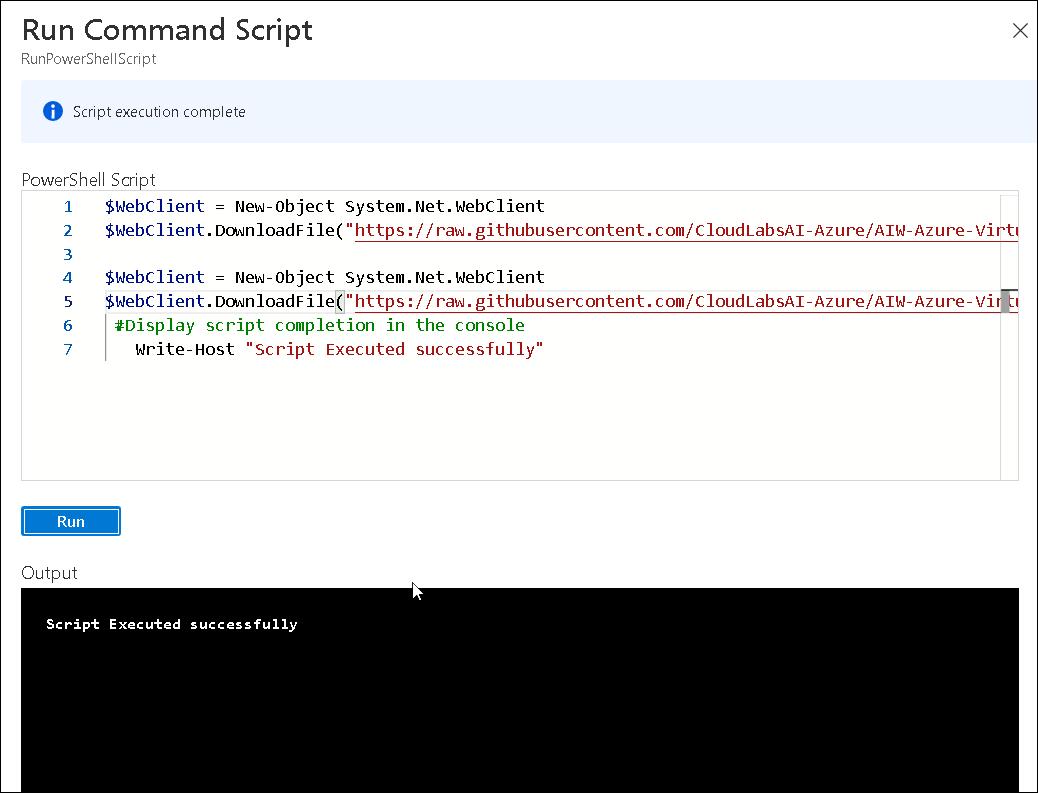 Run Command Script
RunPowerShellScript
Script execution complete
PowerShell Script
1 $WebClient = New-Object System.Net.WebClient
2 $WebClient.DownloadFile("https://raw.githubusercontent.com/CloudLabsAI-Azure/AIW-Azure-Virtu
3
4 $WebClient = New-Object System.Net.WebClient
5 $WebClient.DownloadFile("https://raw.githubusercontent.com/CloudLabsAI-Azure/AIW-Azure-Virtu
6 #Display script completion in the console
7 Write-Host "Script Executed successfully"
Run
Output
Script Executed successfully